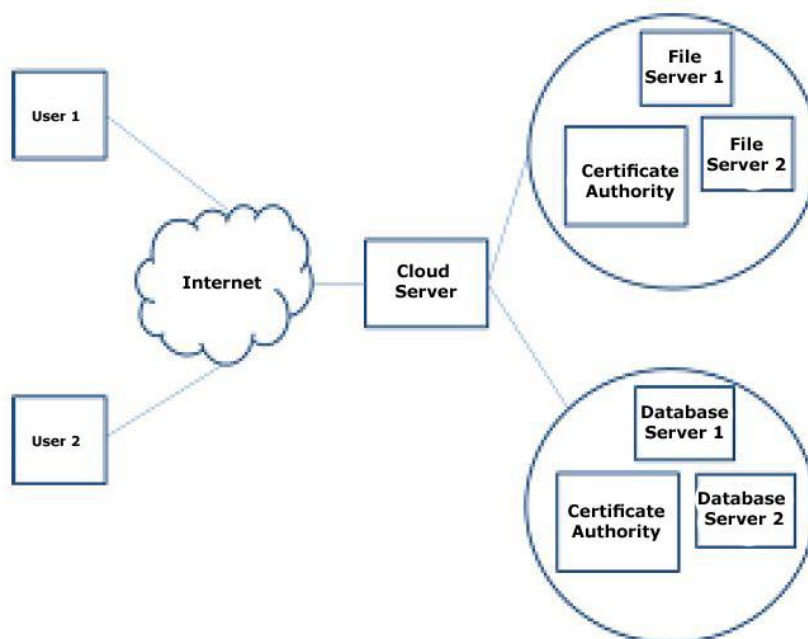 User 1
Internet
User 2
Cloud
Server
File
Server 1
File
Server 2
Certificate
Authority
Database
Server 1
Database
Server 2
Certificate
Authority